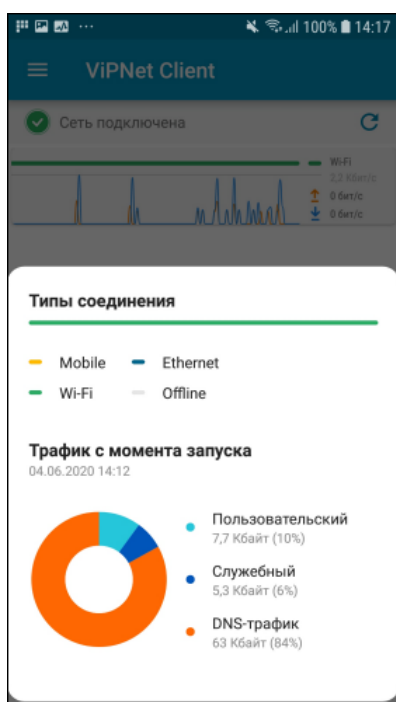 100% 14:17
ViPNet Client
Сеть подключена
Wi-Fi
2,2 Кбит/с
0 бит/с
0 бит/с
Типы соединения
Mobile
Ethernet
Wi-Fi
Offline
Трафик с момента запуска
04.06.2020 14:12
Пользовательский
7,7 Кбайт (10%)
Служебный
5,3 Кбайт (6%)
DNS-трафик
63 Кбайт (84%)